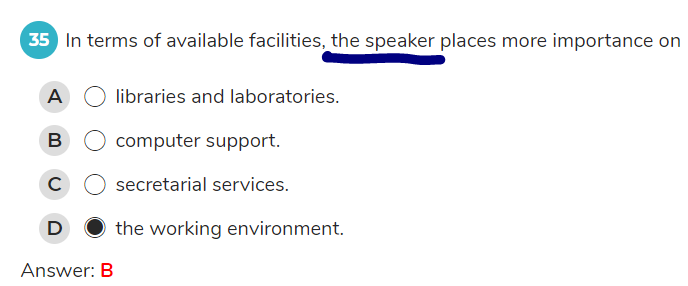 35 In terms of available facilities, the speaker places more importance on
A libraries and laboratories.
B computer support.
C secretarial services.
D the working environment.
Answer: B